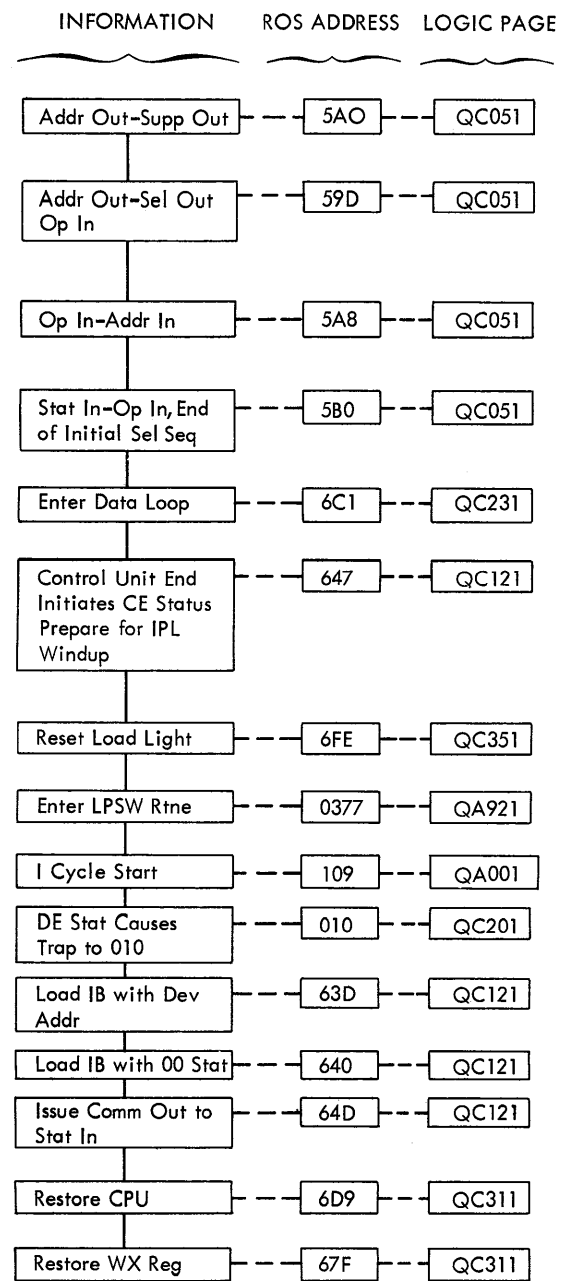 INFORMATION ROS ADDRESS LOGIC PAGE
Addr Out-Supp Out 5AO QC051
Addr Out-Sel Out 59D QC051
Op In
Op In-Addr In 5A8 QC051
Stat In-Op In, End 5B0 QC051
of Initial Sel Seq
Enter Data Loop 6C1 QC231
Control Unit End 647 QC121
Initiates CE Status
Prepare for IPL
Windup
Reset Load Light 6FE QC351
Enter LPSW Rtne 0377 QA921
I Cycle Start 109 QA001
DE Stat Causes 010 QC201
Trap to 010
Load IB with Dev 63D QC121
Addr
Load IB with 00 Stat 640 QC121
Issue Comm Out to 64D QC121
Stat In
Restore CPU 6D9 QC311
Restore WX Reg 67F QC311